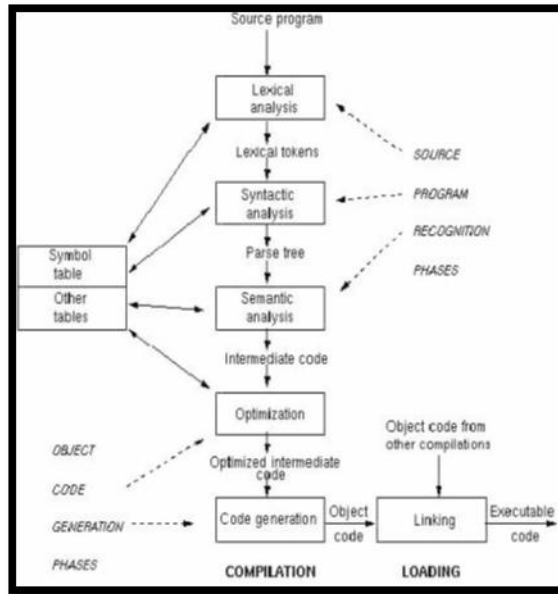 Source program
Lexical
analysis
Lexical tokens
SOURCE
Syntactic
analysis
PROGRAM
Parse tree
RECOGNITION
Symbol
table
PHASES
Other
tables
Semantic
analysis
Intermediate code
Optimization
Object code from
other compilations
OBJECT
Optimized intermediate
code
CODE
GENERATION
Code generation
Object
code
Linking
Executable
code
PHASES
COMPILATION
LOADING